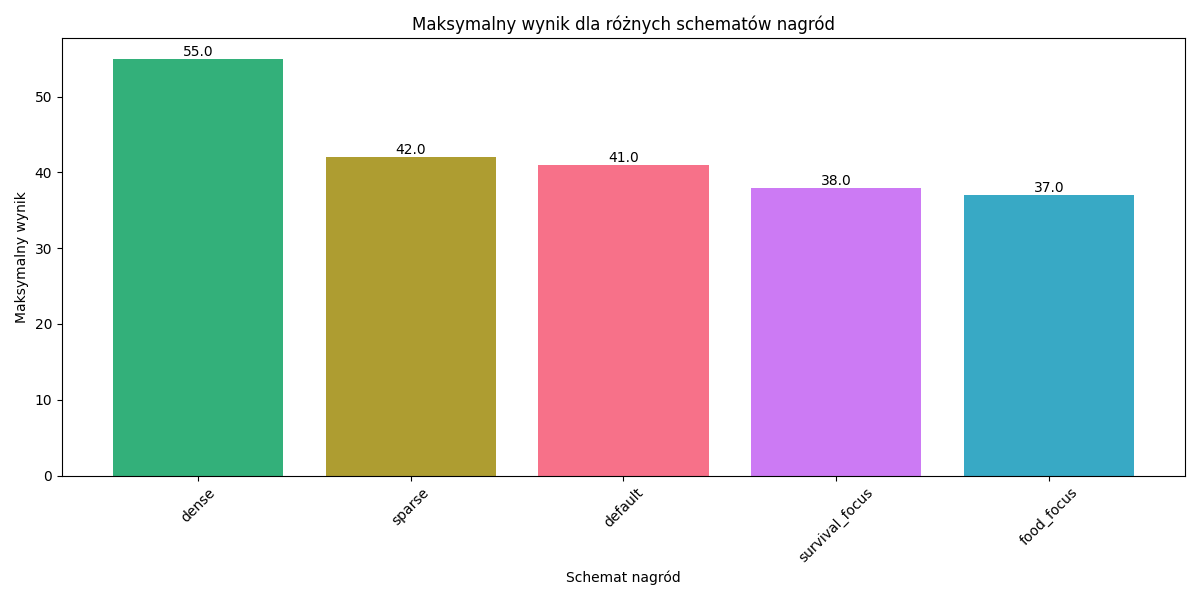 Maksymalny wynik dla różnych schematów nagród
55.0
42.0
41.0
38.0
37.0
Maksymalny wynik
50
40
30
20
10
0
dense
sparse
default
survival_focus
food_focus
Schemat nagród